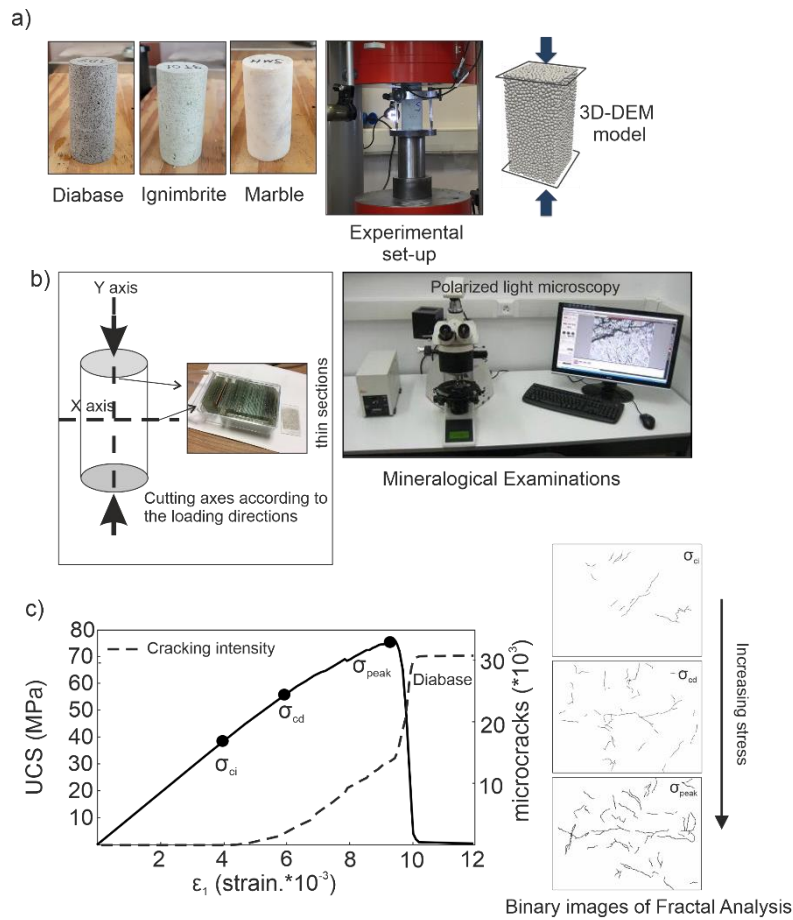 a)
Diabase
Ignimbrite
Marble
Experimental
set-up
3D-DEM
model
b)
Y axis
X axis
thin sections
Cutting axes according to
the loading directions
Polarized light microscopy
Mineralogical Examinations
c)
80
70
60
50
40
30
20
10
UCS (MPa)
Cracking intensity
σci
σcd
σpeak
Diabase
30
20
10
microcracks (*10³)
2
4
6
8
10
12
ε₁ (strain.*10⁻³)
σci
σcd
σpeak
Increasing stress
Binary images of Fractal Analysis